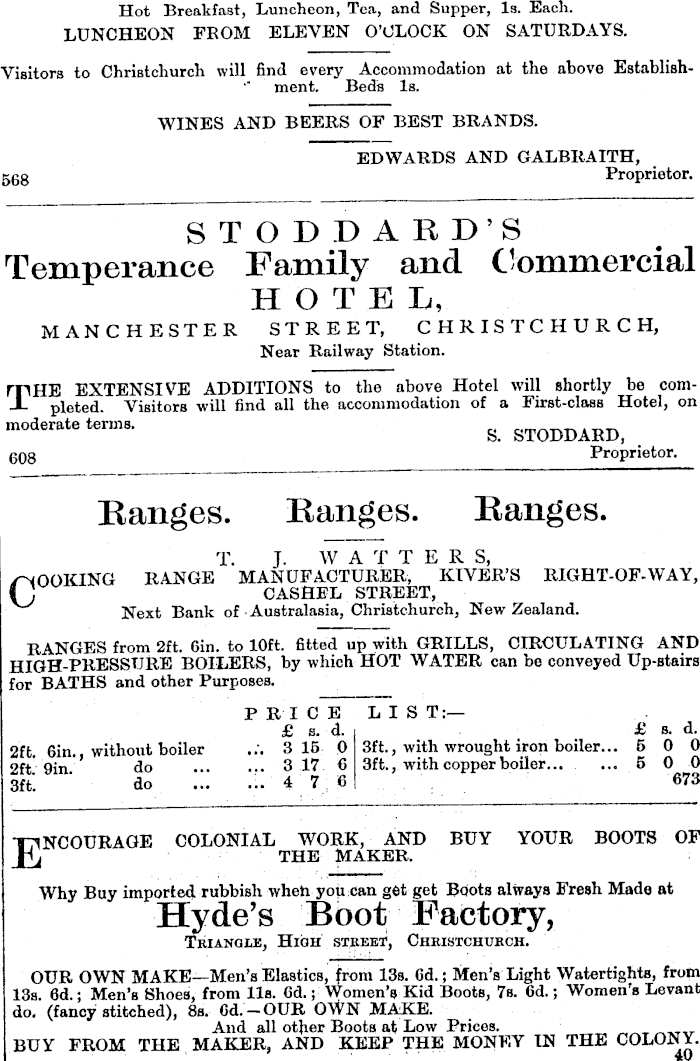 Hot Breakfast, Luncheon, Tea, and Supper, 1s. Each.
LUNCHEON FROM ELEVEN O'CLOCK ON SATURDAYS.
Visitors to Christchurch will find every Accommodation at the above Establish-
ment. Beds 1s.
WINES AND BEERS OF BEST BRANDS.
EDWARDS AND GALBRAITH,
568 Proprietor.
STODDARD'S
Temperance Family and Commercial
HOTEL,
MANCHESTER STREET, CHRISTCHURCH,
Near Railway Station.
THE EXTENSIVE ADDITIONS to the above Hotel will shortly be com-
pleted. Visitors will find all the accommodation of a First-class Hotel, on
moderate terms.
S. STODDARD,
608 Proprietor.
Ranges. Ranges. Ranges.
T. J. WATTERS,
COOKING RANGE MANUFACTURER, KIVER'S RIGHT-OF-WAY,
CASHEL STREET,
Next Bank of Australasia, Christchurch, New Zealand.
RANGES from 2ft. 6in. to 10ft. fitted up with GRILLS, CIRCULATING AND
HIGH-PRESSURE BOILERS, by which HOT WATER can be conveyed Up-stairs
for BATHS and other Purposes.
PRICE LIST:—
£ s. d. £ s. d.
2ft. 6in., without boiler ... 3 15 0 3ft., with wrought iron boiler... 5 0 0
2ft. 9in. do ... ... 3 17 6 3ft., with copper boiler... ... 5 0 0
3ft. do ... ... 4 7 6 673
ENCOURAGE COLONIAL WORK, AND BUY YOUR BOOTS OF
THE MAKER.
Why Buy imported rubbish when you can get get Boots always Fresh Made at
Hyde's Boot Factory,
TRIANGLE, HIGH STREET, CHRISTCHURCH.
OUR OWN MAKE—Men's Elastics, from 13s. 6d.; Men's Light Watertights, from
13s. 6d.; Men's Shoes, from 11s. 6d.; Women's Kid Boots, 7s. 6d.; Women's Levant
do. (fancy stitched), 8s. 6d.—OUR OWN MAKE.
And all other Boots at Low Prices.
BUY FROM THE MAKER, AND KEEP THE MONEY IN THE COLONY.
40